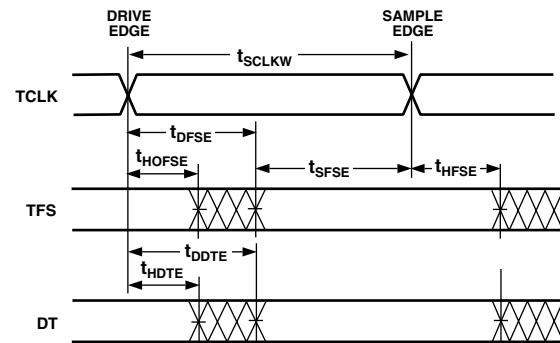 DRIVE
EDGE
SAMPLE
EDGE
tSCLKW
TCLK
tDFSE
tHOFSE
tSFSE
tHFSE
TFS
tDDTE
tHDTE
DT